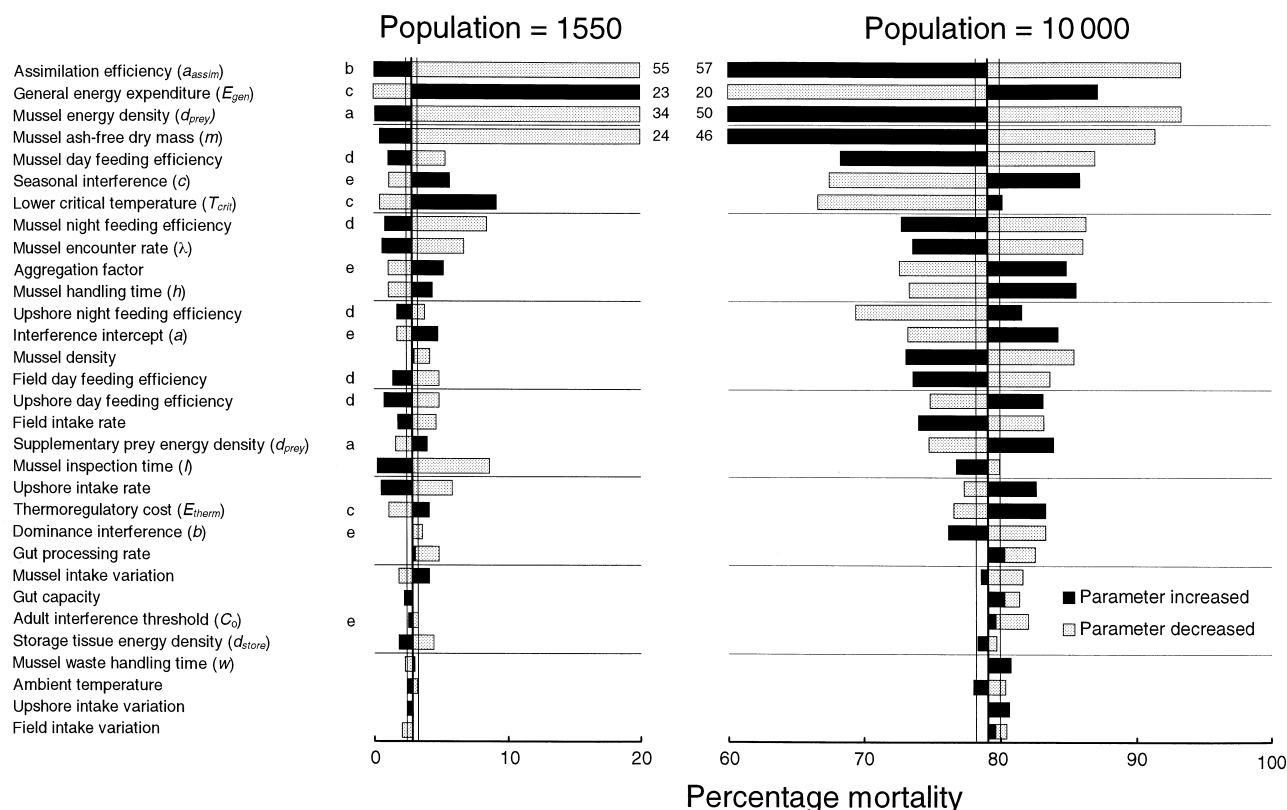 Population = 1550 Population = 10 000
Assimilation efficiency (a_assim) b 55 57
General energy expenditure (E_gen) c 23 20
Mussel energy density (d_prey) a 34 50
Mussel ash-free dry mass (m) 24 46
Mussel day feeding efficiency d
Seasonal interference (c) e
Lower critical temperature (T_crit) c
Mussel night feeding efficiency d
Mussel encounter rate (λ)
Aggregation factor e
Mussel handling time (h)
Upshore night feeding efficiency d
Interference intercept (a) e
Mussel density
Field day feeding efficiency d
Upshore day feeding efficiency d
Field intake rate
Supplementary prey energy density (d_prey) a
Mussel inspection time (I)
Upshore intake rate
Thermoregulatory cost (E_therm) c
Dominance interference (b) e
Gut processing rate
Mussel intake variation
Gut capacity Parameter increased
Adult interference threshold (C_0) e
Storage tissue energy density (d_store) Parameter decreased
Mussel waste handling time (w)
Ambient temperature
Upshore intake variation
Field intake variation
0 10 20 60 70 80 90 100
Percentage mortality